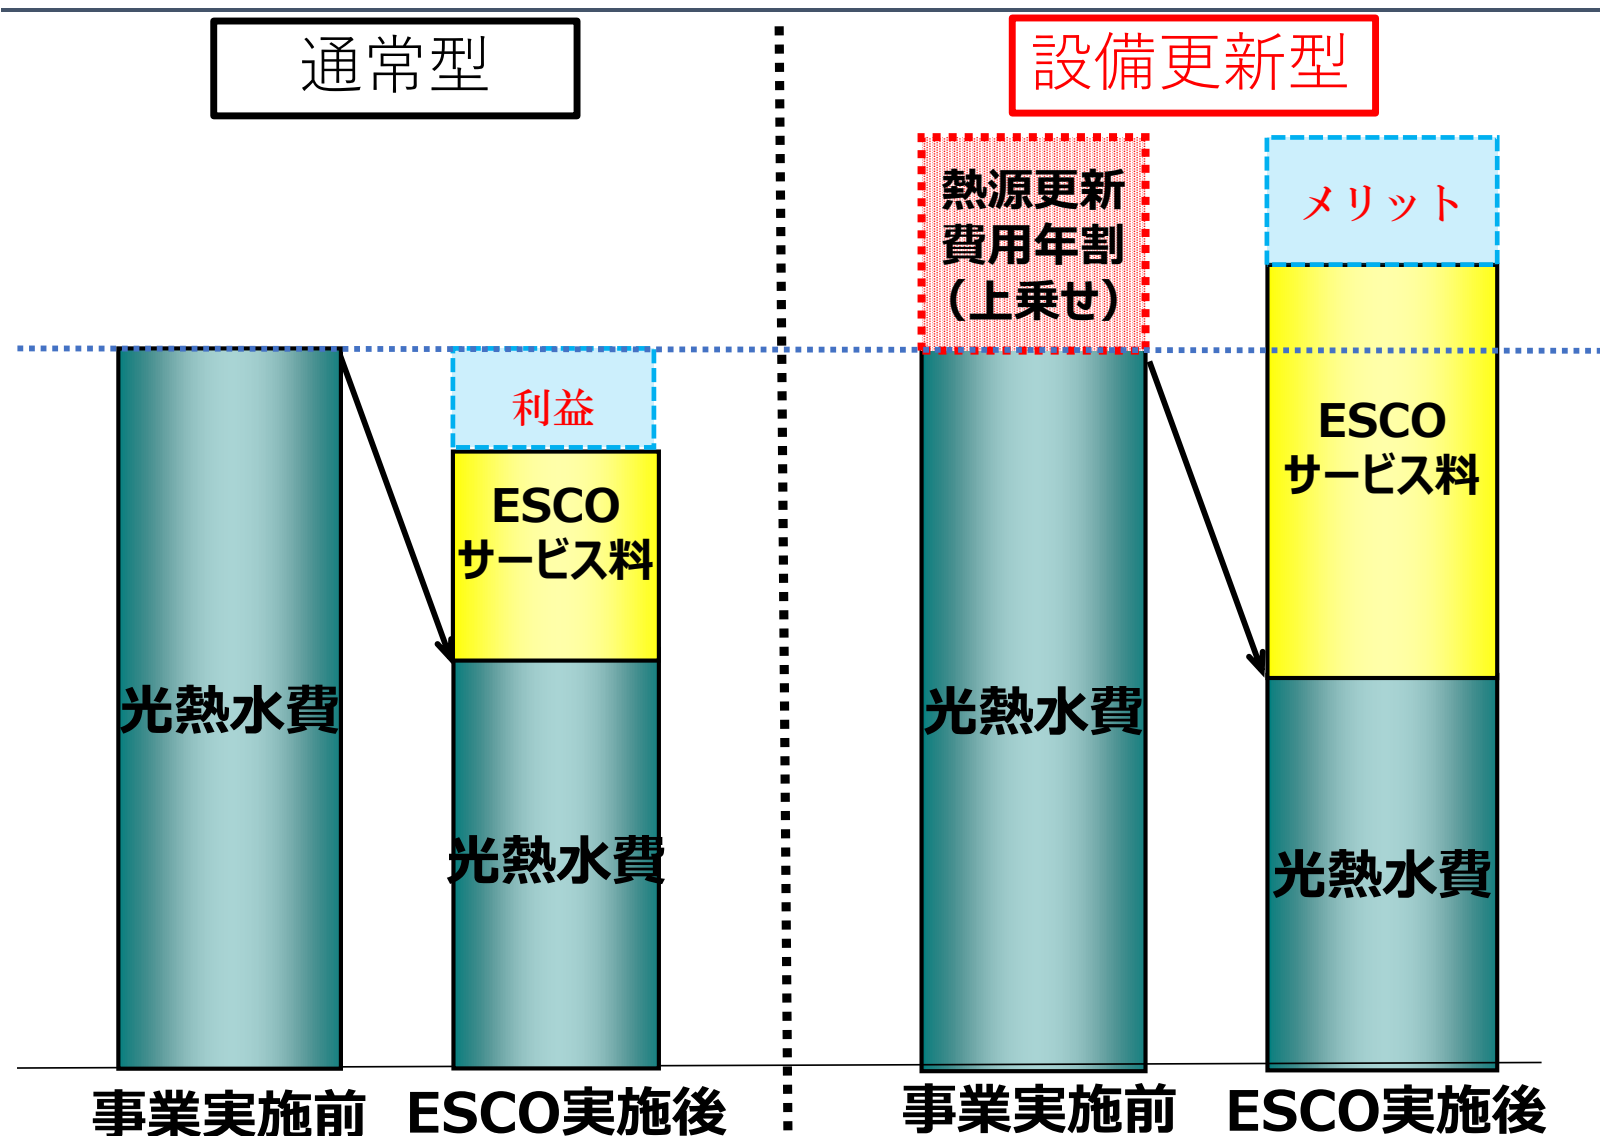 通常型
設備更新型
熱源更新
費用年割
（上乗せ）
メリット
利益
ESCO
サービス料
ESCO
サービス料
光熱水費
光熱水費
光熱水費
光熱水費
事業実施前
ESCO実施後
事業実施前
ESCO実施後